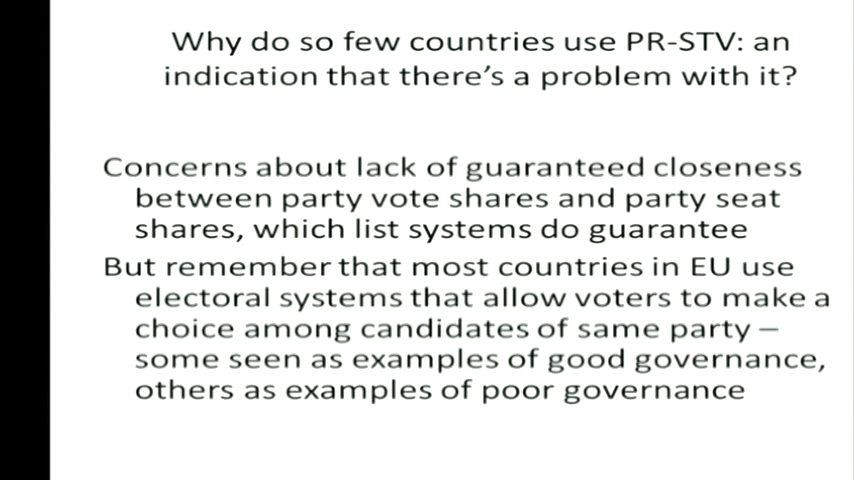 Why do so few countries use PR-STV: an
indication that there’s a problem with it?
Concerns about lack of guaranteed closeness
between party vote shares and party seat
shares, which list systems do guarantee
But remember that most countries in EU use
electoral systems that allow voters to make a
choice among candidates of same party –
some seen as examples of good governance,
others as examples of poor governance